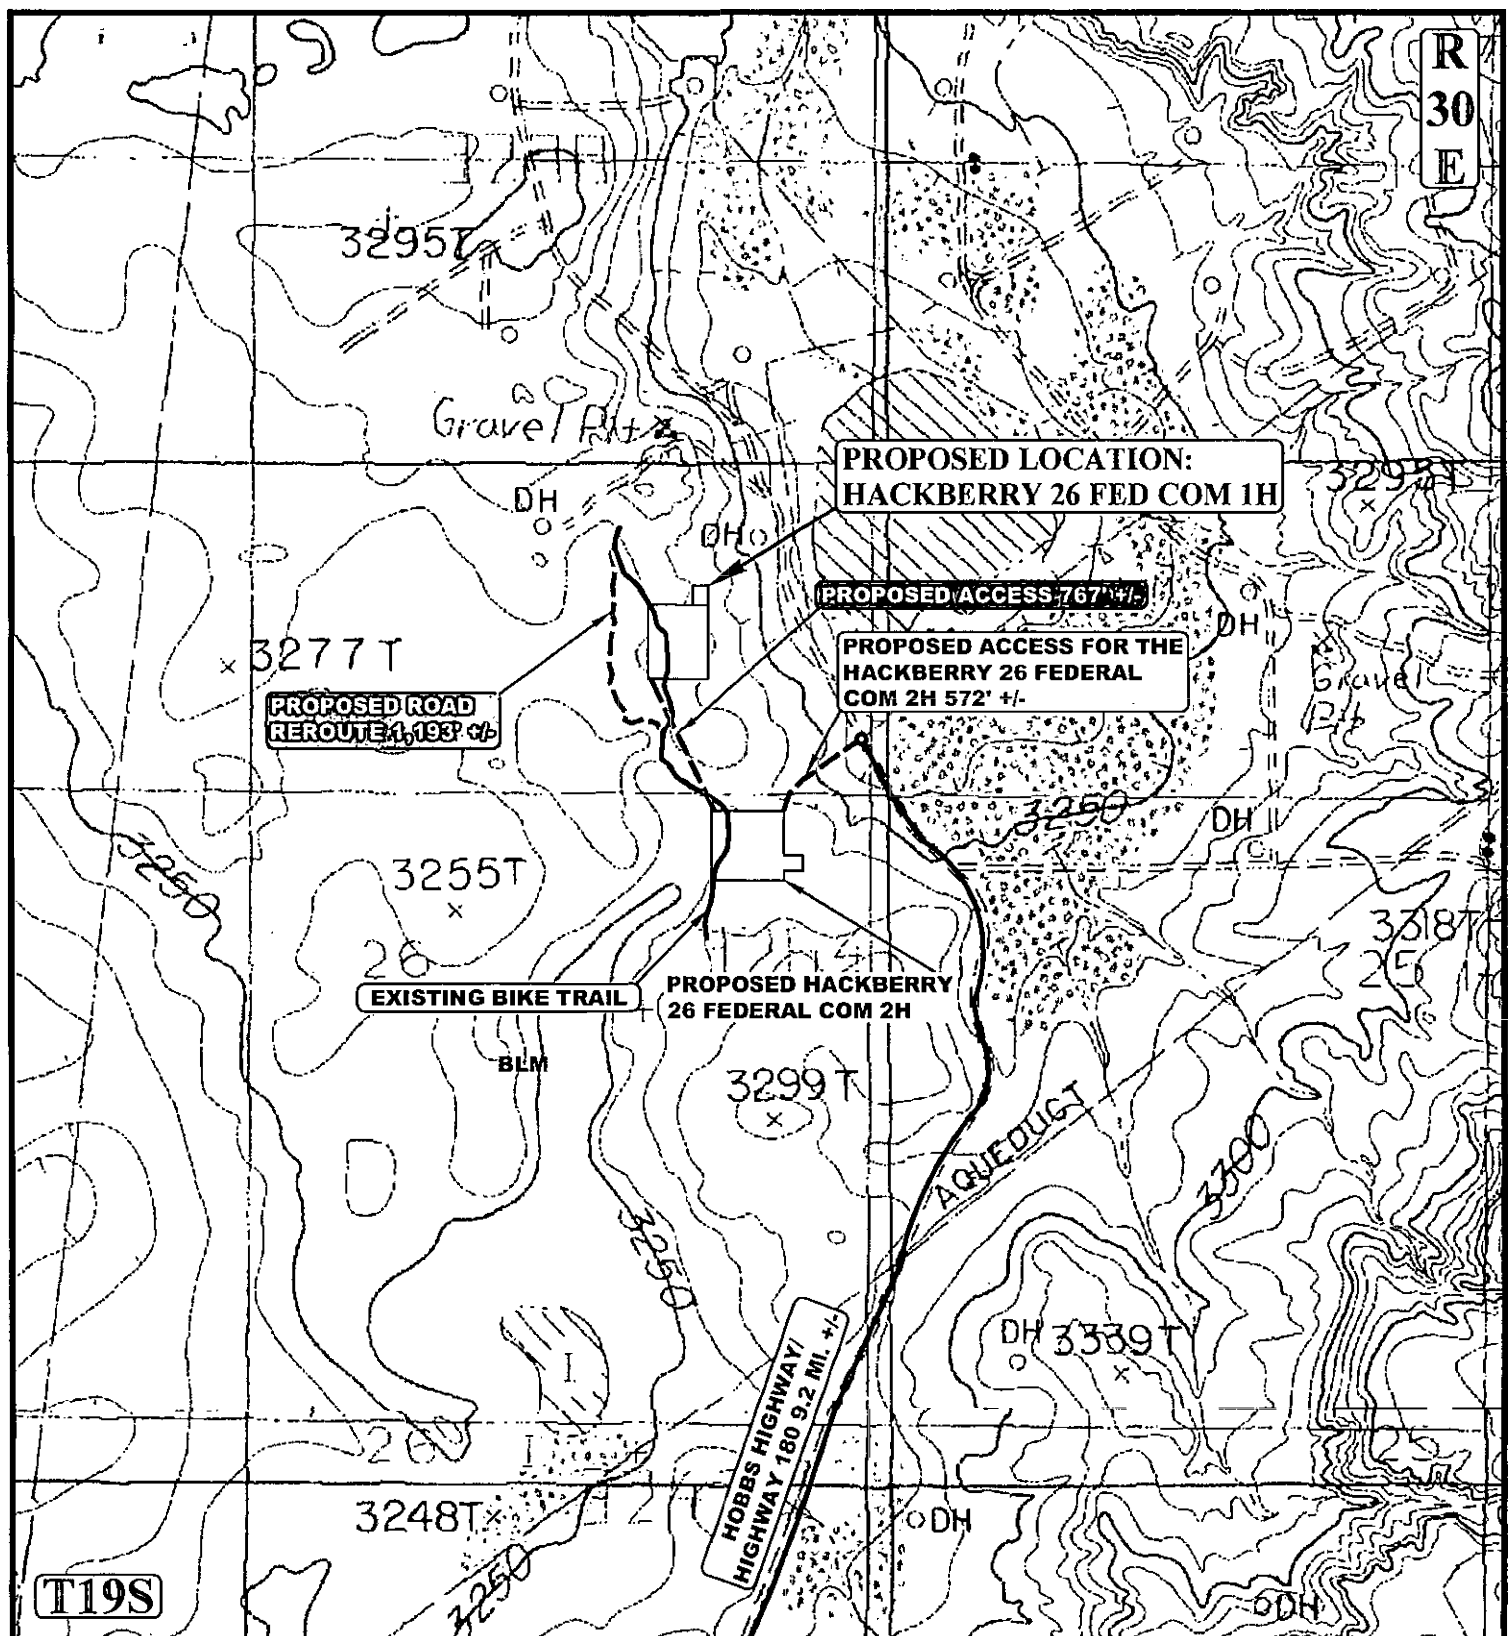 R
30
E
3295T
Gravel Pit
PROPOSED LOCATION:
HACKBERRY 26 FED COM 1H
DH
DH
PROPOSED ACCESS 767' +/-
DH
PROPOSED ACCESS FOR THE
HACKBERRY 26 FEDERAL
COM 2H 572' +/-
3277T
Gravel
Pit
PROPOSED ROAD
REROUTE 1,193' +/-
3250
DH
3250
3255T
3318T
26
25
EXISTING BIKE TRAIL
PROPOSED HACKBERRY
26 FEDERAL COM 2H
BLM
3299T
AQUEDUCT
3300
3250
DH
3339T
I
HOBBS HIGHWAY/
HIGHWAY 180 9.2 MI. +/-
26
3248T
DH
3250
T19S
DH